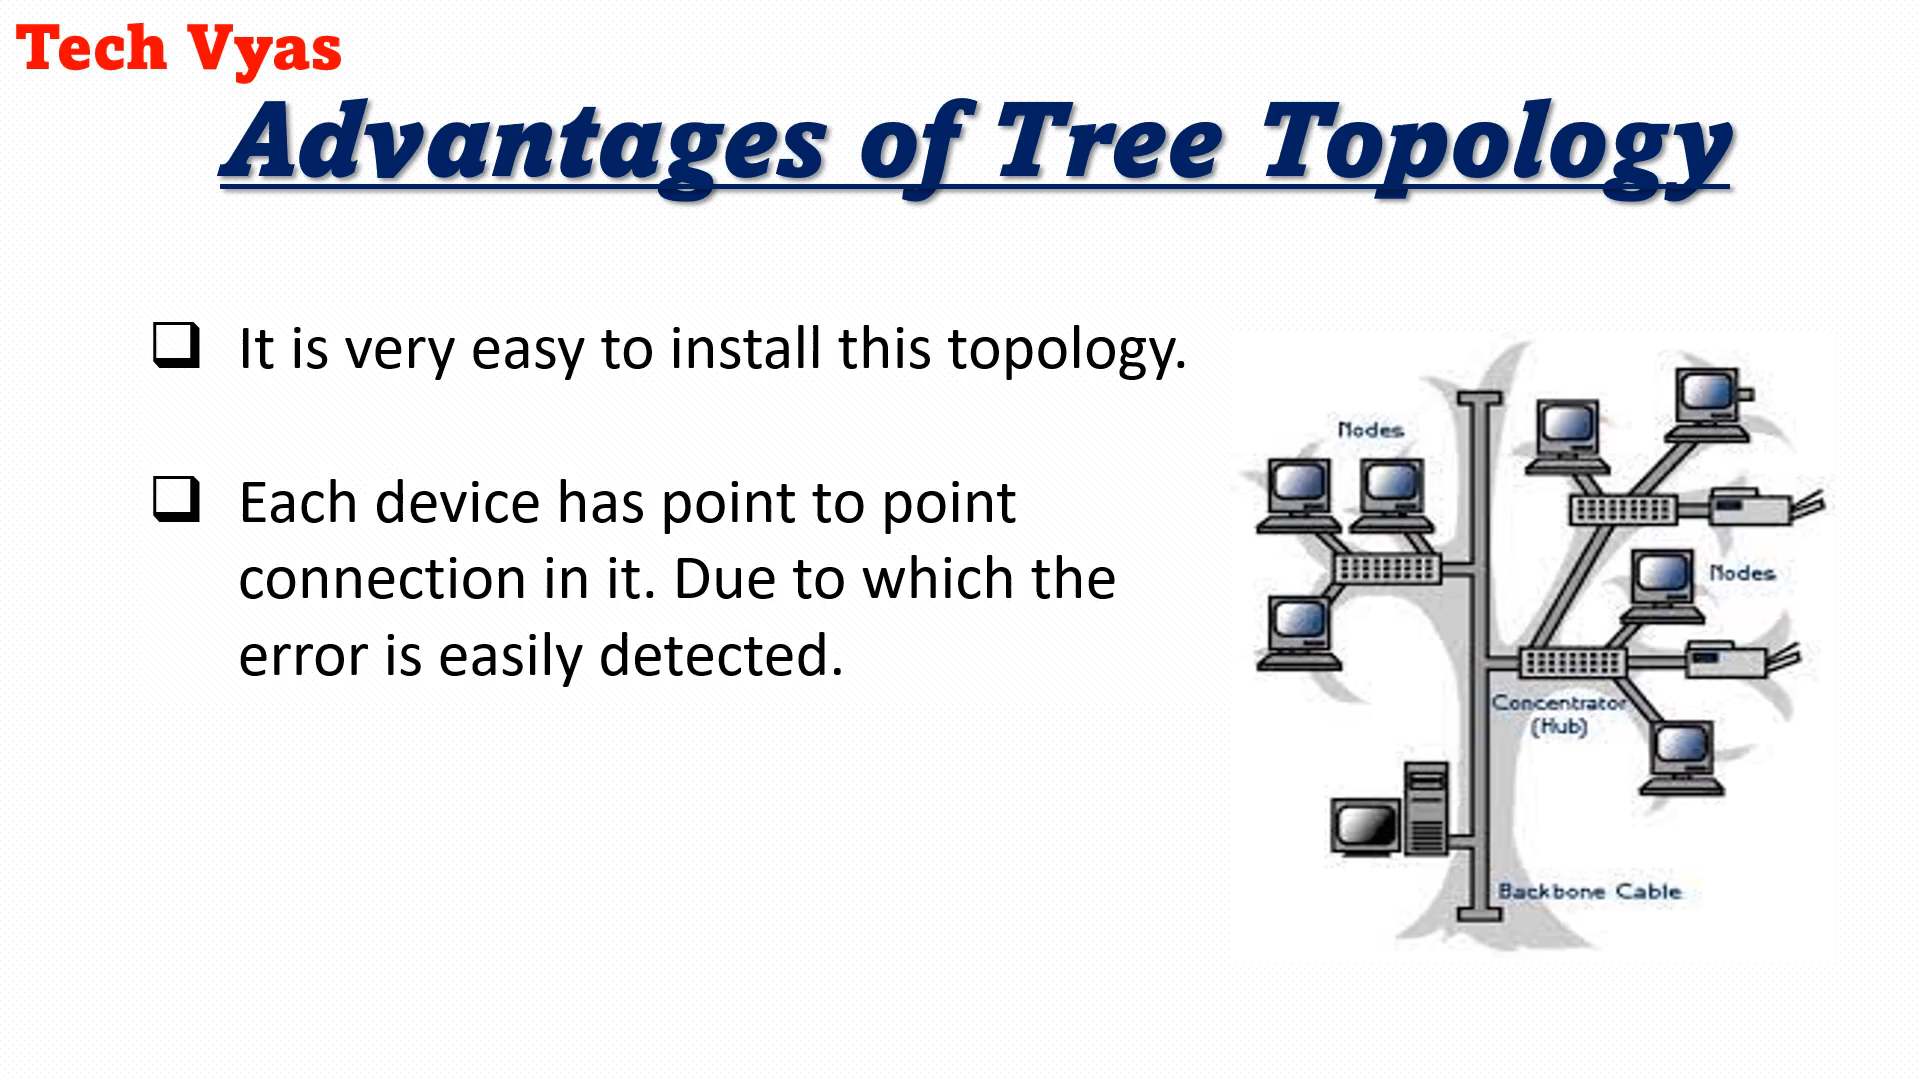 Tech Vyas
Advantages of Tree Topology
It is very easy to install this topology.
Each device has point to point
connection in it. Due to which the
error is easily detected.
Nodes
Nodes
Concentrator
(Hub)
Backbone Cable